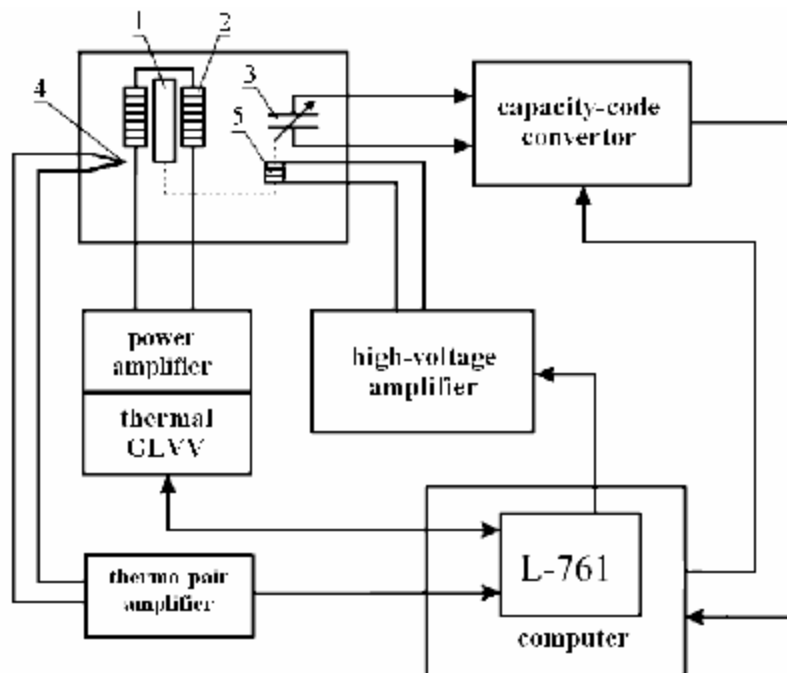 1
2
3
4
5
capacity-code
convertor
power
amplifier
thermal
GLVV
high-voltage
amplifier
thermo pair
amplifier
L-761
computer